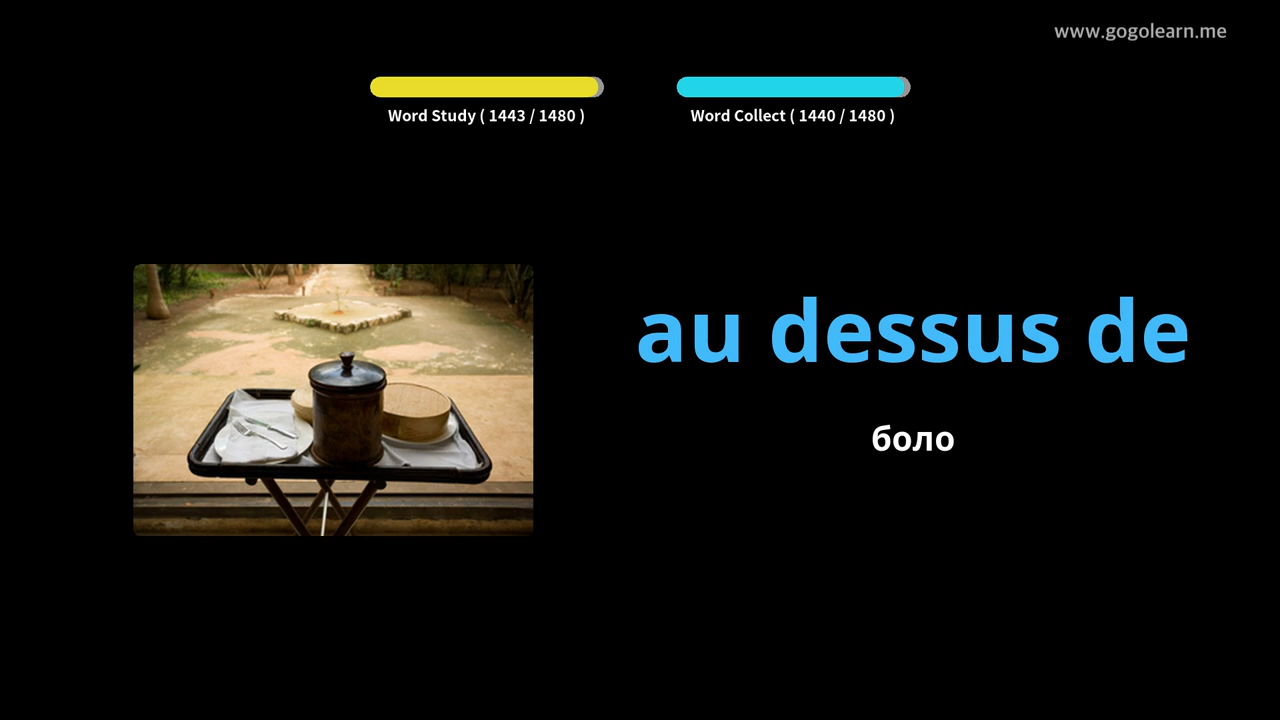 www.gogolearn.me
Word Study ( 1443 / 1480 )
Word Collect ( 1440 / 1480 )
au dessus de
боло